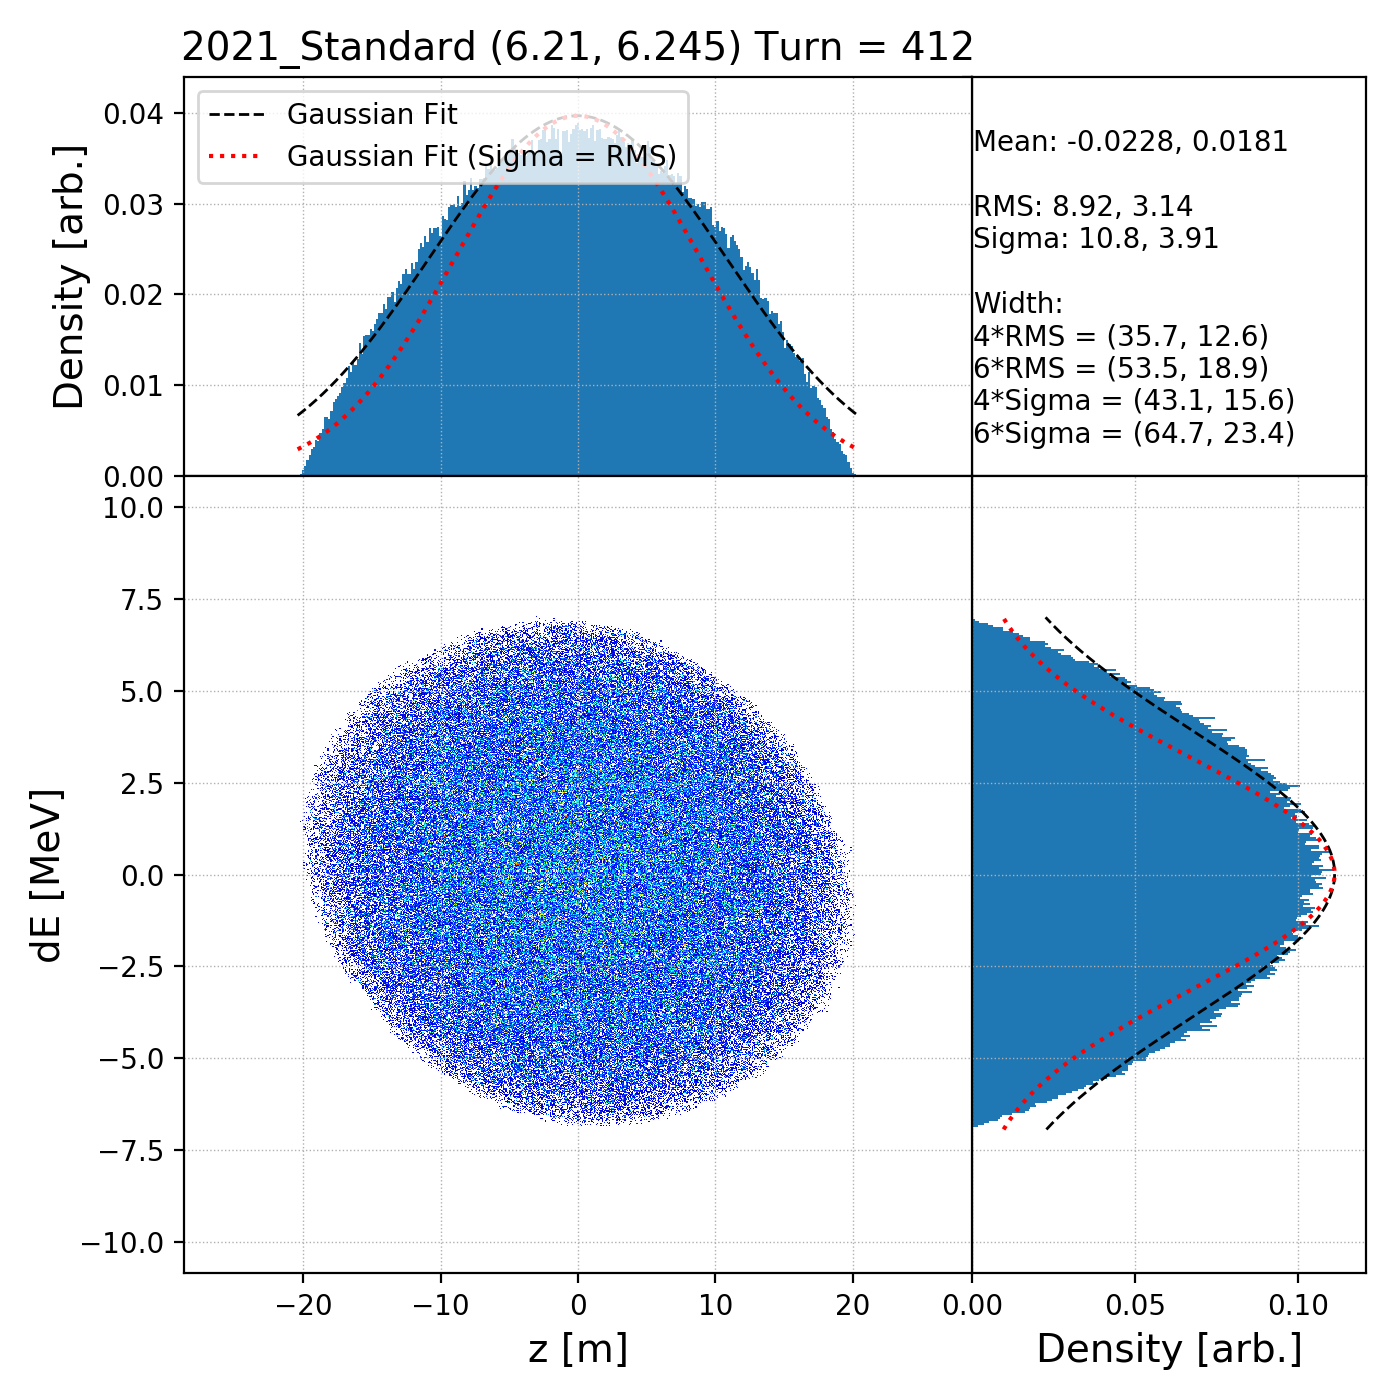 2021_Standard (6.21, 6.245) Turn = 412
Gaussian Fit
Gaussian Fit (Sigma = RMS)
Density [arb.]
0.04
0.03
0.02
0.01
0.00
Mean: -0.0228, 0.0181
RMS: 8.92, 3.14
Sigma: 10.8, 3.91
Width:
4*RMS = (35.7, 12.6)
6*RMS = (53.5, 18.9)
4*Sigma = (43.1, 15.6)
6*Sigma = (64.7, 23.4)
dE [MeV]
10.0
7.5
5.0
2.5
0.0
−2.5
−5.0
−7.5
−10.0
−20
−10
0
10
20
z [m]
0.00
0.05
0.10
Density [arb.]